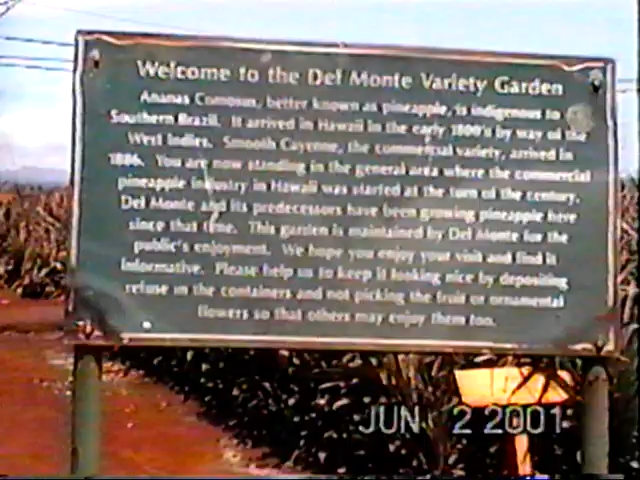 Welcome to the Del Monte Variety Garden
Ananas Comosus, better known as pineapple, is indigenous to
Southern Brazil. It arrived in Hawaii in the early 1800's by way of the
West Indies. Smooth Cayenne, the commercial variety, arrived in
1886. You are now standing in the general area where the commercial
pineapple industry in Hawaii was started at the turn of the century.
Del Monte and its predecessors have been growing pineapple here
since that time. This garden is maintained by Del Monte for the
public's enjoyment. We hope you enjoy your visit and find it
informative. Please help us to keep it looking nice by depositing
refuse in the containers and not picking the fruit or ornamental
flowers so that others may enjoy them too.
JUN 2 2001